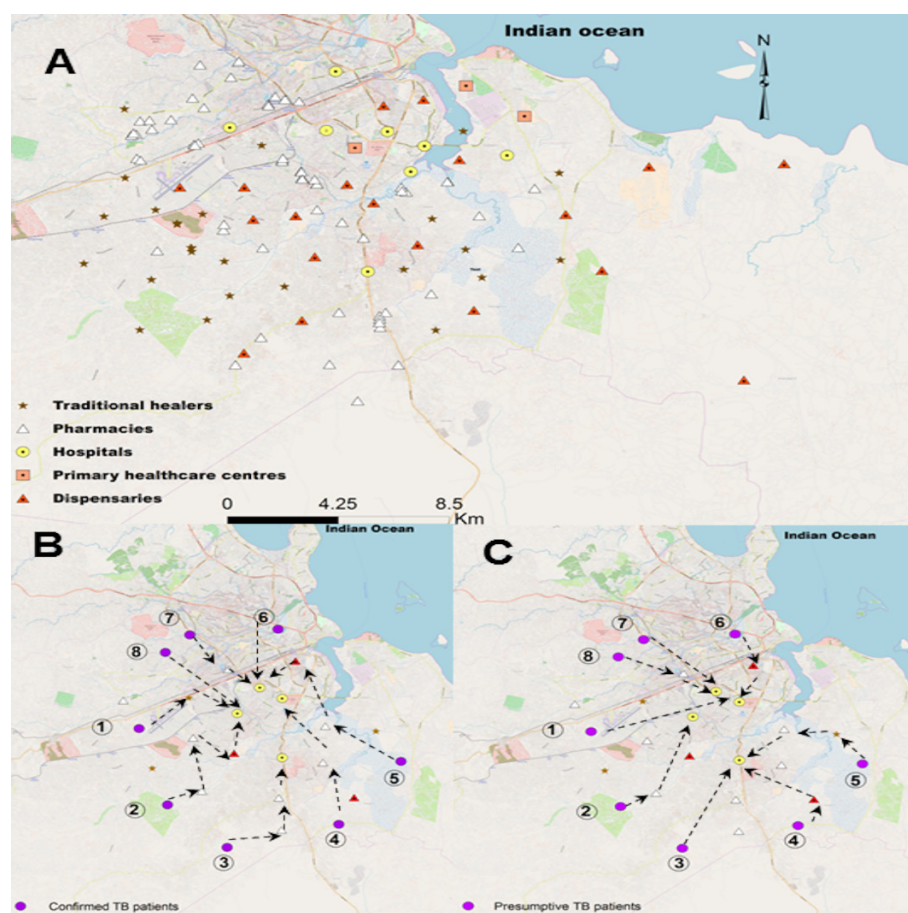 Indian ocean
A
N
Traditional healers
Pharmacies
Hospitals
Primary healthcare centres
Dispensaries
0 4.25 8.5
Km
B
Indian Ocean
7
6
8
1
2
5
4
3
Confirmed TB patients
C
Indian Ocean
7
6
8
1
2
5
4
3
Presumptive TB patients